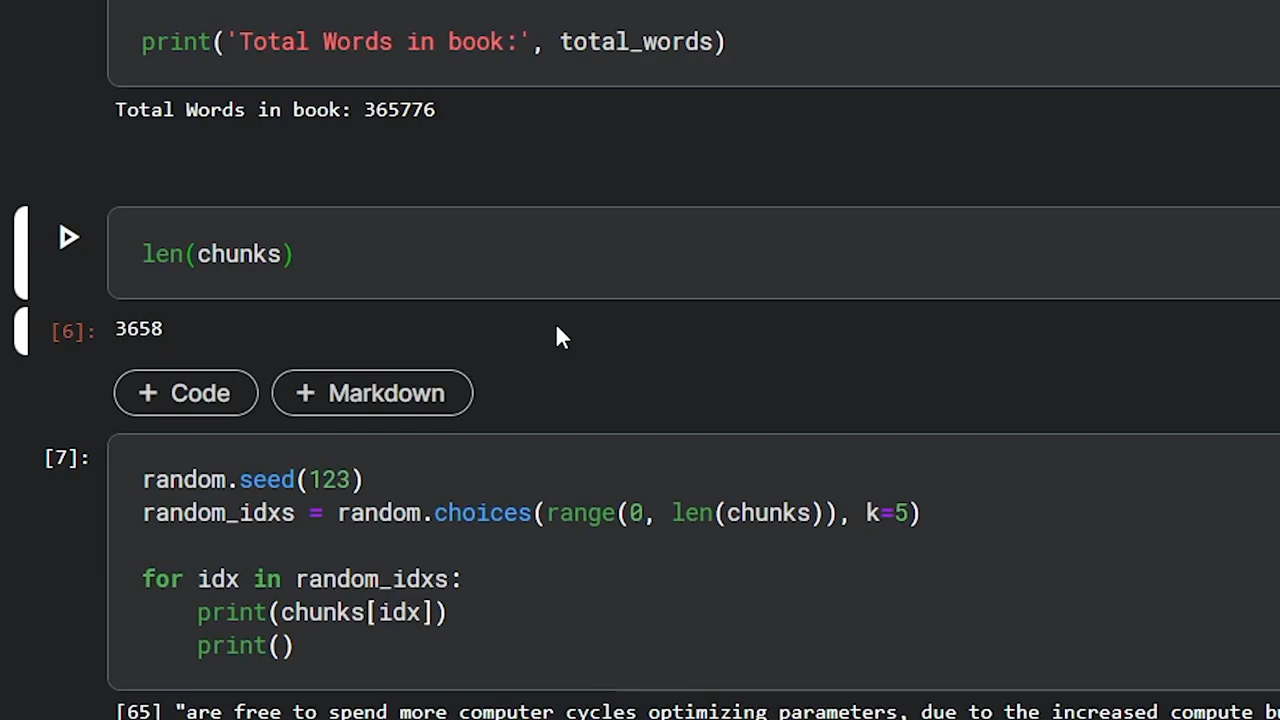 print('Total Words in book:', total_words)
Total Words in book: 365776
len(chunks)
[6]: 3658
+ Code + Markdown
[7]:
random.seed(123)
random_idxs = random.choices(range(0, len(chunks)), k=5)
for idx in random_idxs:
    print(chunks[idx])
    print()
[65] "are free to spend more computer cycles optimizing parameters, due to the increased compute b